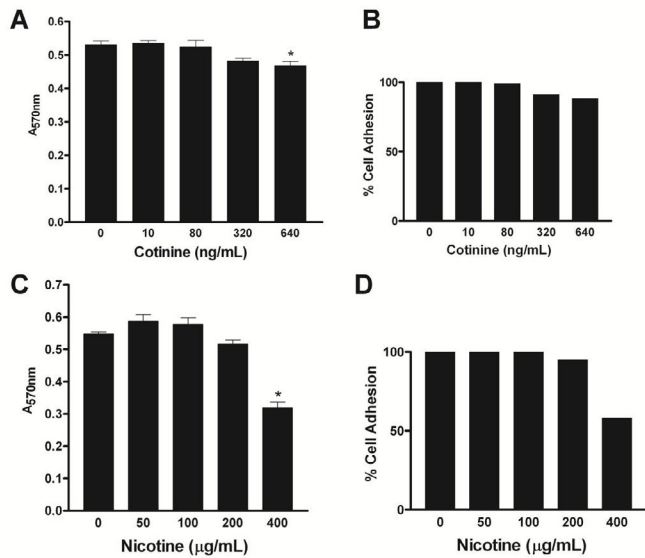 A
A570nm
0.6
0.5
0.4
0.3
0.2
0.1
0.0
*
0 10 80 320 640
Cotinine (ng/mL)
B
% Cell Adhesion
100
50
0
0 10 80 320 640
Cotinine (ng/mL)
C
A570nm
0.7
0.6
0.5
0.4
0.3
0.2
0.1
0.0
*
0 50 100 200 400
Nicotine (μg/mL)
D
% Cell Adhesion
100
50
0
0 50 100 200 400
Nicotine (μg/mL)